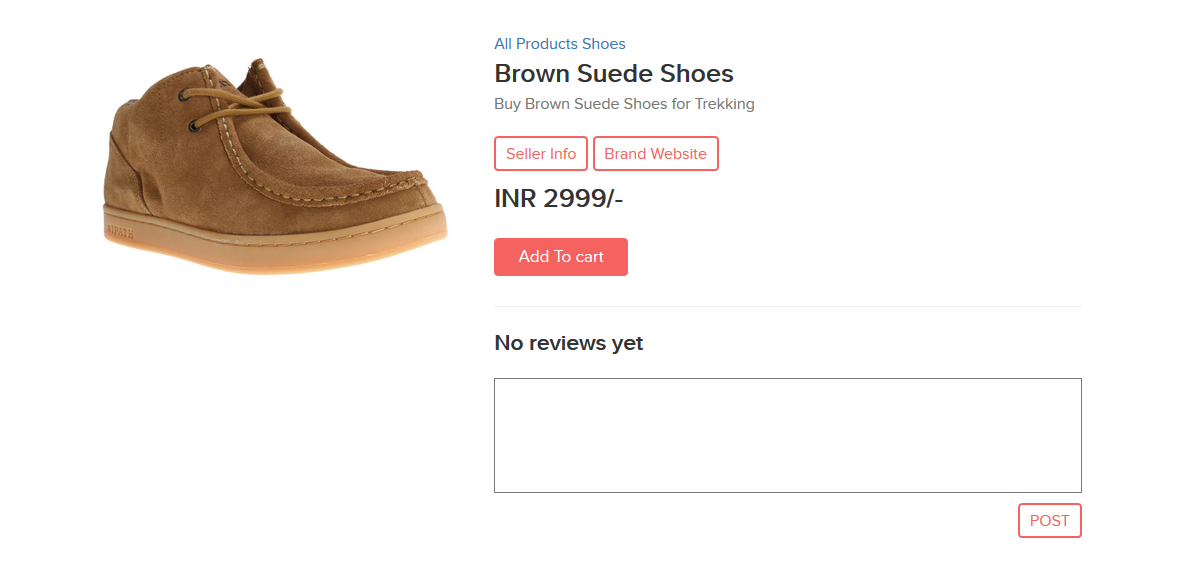 All Products Shoes
Brown Suede Shoes
Buy Brown Suede Shoes for Trekking
Seller Info Brand Website
INR 2999/-
Add To cart
No reviews yet
POST